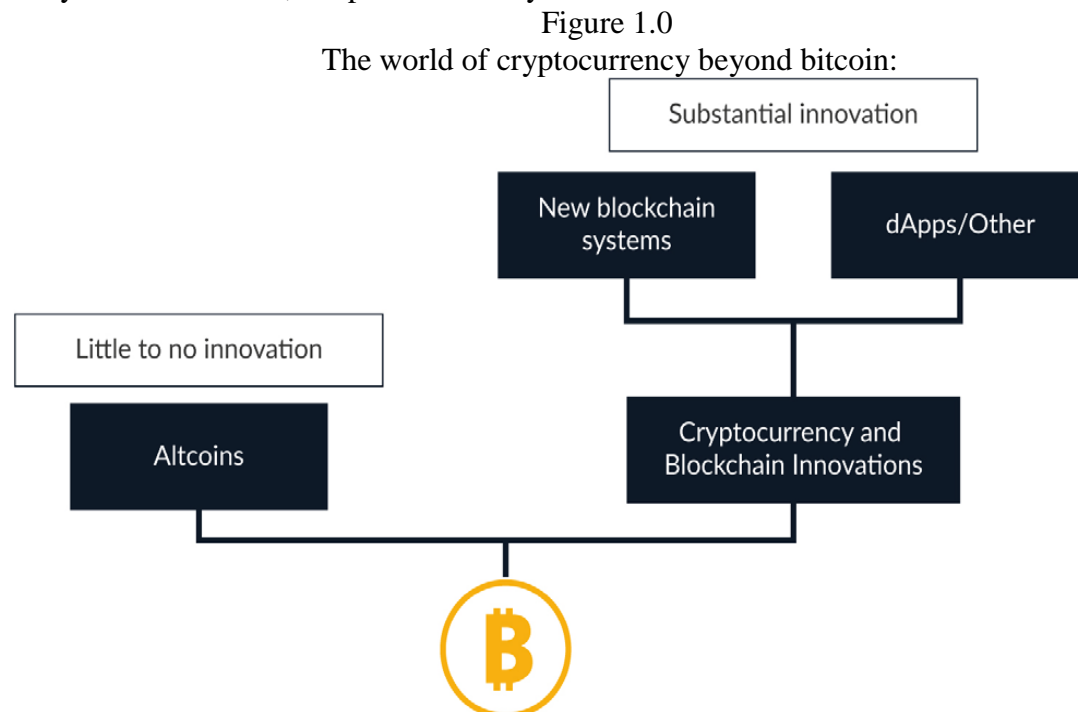 Figure 1.0
The world of cryptocurrency beyond bitcoin:
Substantial innovation
New blockchain
systems
dApps/Other
Little to no innovation
Altcoins
Cryptocurrency and
Blockchain Innovations